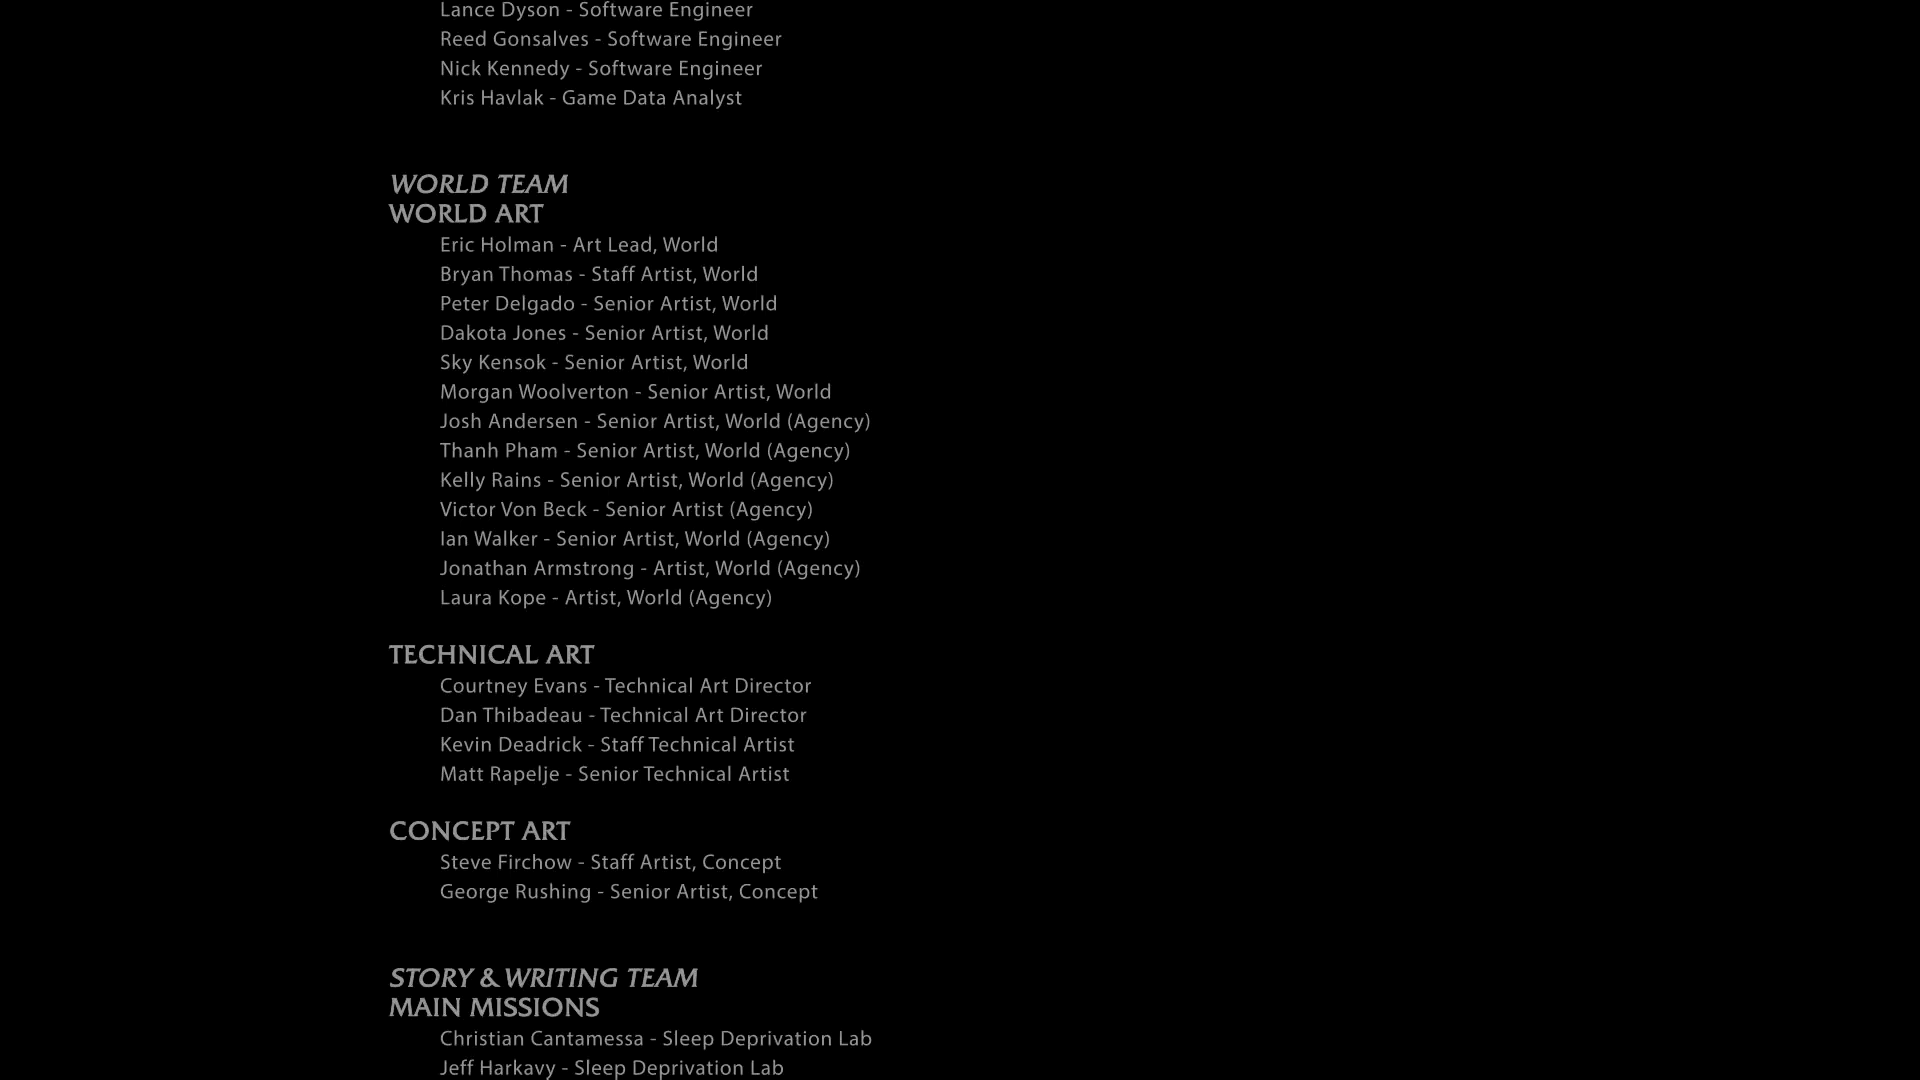 Lance Dyson - Software Engineer
Reed Gonsalves - Software Engineer
Nick Kennedy - Software Engineer
Kris Havlak - Game Data Analyst
WORLD TEAM
WORLD ART
Eric Holman - Art Lead, World
Bryan Thomas - Staff Artist, World
Peter Delgado - Senior Artist, World
Dakota Jones - Senior Artist, World
Sky Kensok - Senior Artist, World
Morgan Woolverton - Senior Artist, World
Josh Andersen - Senior Artist, World (Agency)
Thanh Pham - Senior Artist, World (Agency)
Kelly Rains - Senior Artist, World (Agency)
Victor Von Beck - Senior Artist (Agency)
Ian Walker - Senior Artist, World (Agency)
Jonathan Armstrong - Artist, World (Agency)
Laura Kope - Artist, World (Agency)
TECHNICAL ART
Courtney Evans - Technical Art Director
Dan Thibadeau - Technical Art Director
Kevin Deadrick - Staff Technical Artist
Matt Rapelje - Senior Technical Artist
CONCEPT ART
Steve Firchow - Staff Artist, Concept
George Rushing - Senior Artist, Concept
STORY & WRITING TEAM
MAIN MISSIONS
Christian Cantamessa - Sleep Deprivation Lab
Jeff Harkavy - Sleep Deprivation Lab